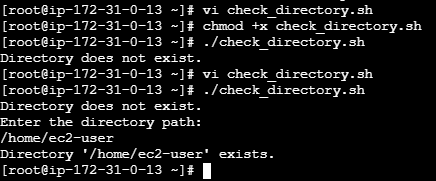 [root@ip-172-31-0-13 ~]# vi check_directory.sh
[root@ip-172-31-0-13 ~]# chmod +x check_directory.sh
[root@ip-172-31-0-13 ~]# ./check_directory.sh
Directory does not exist.
[root@ip-172-31-0-13 ~]# vi check_directory.sh
[root@ip-172-31-0-13 ~]# ./check_directory.sh
Directory does not exist.
Enter the directory path:
/home/ec2-user
Directory '/home/ec2-user' exists.
[root@ip-172-31-0-13 ~]#